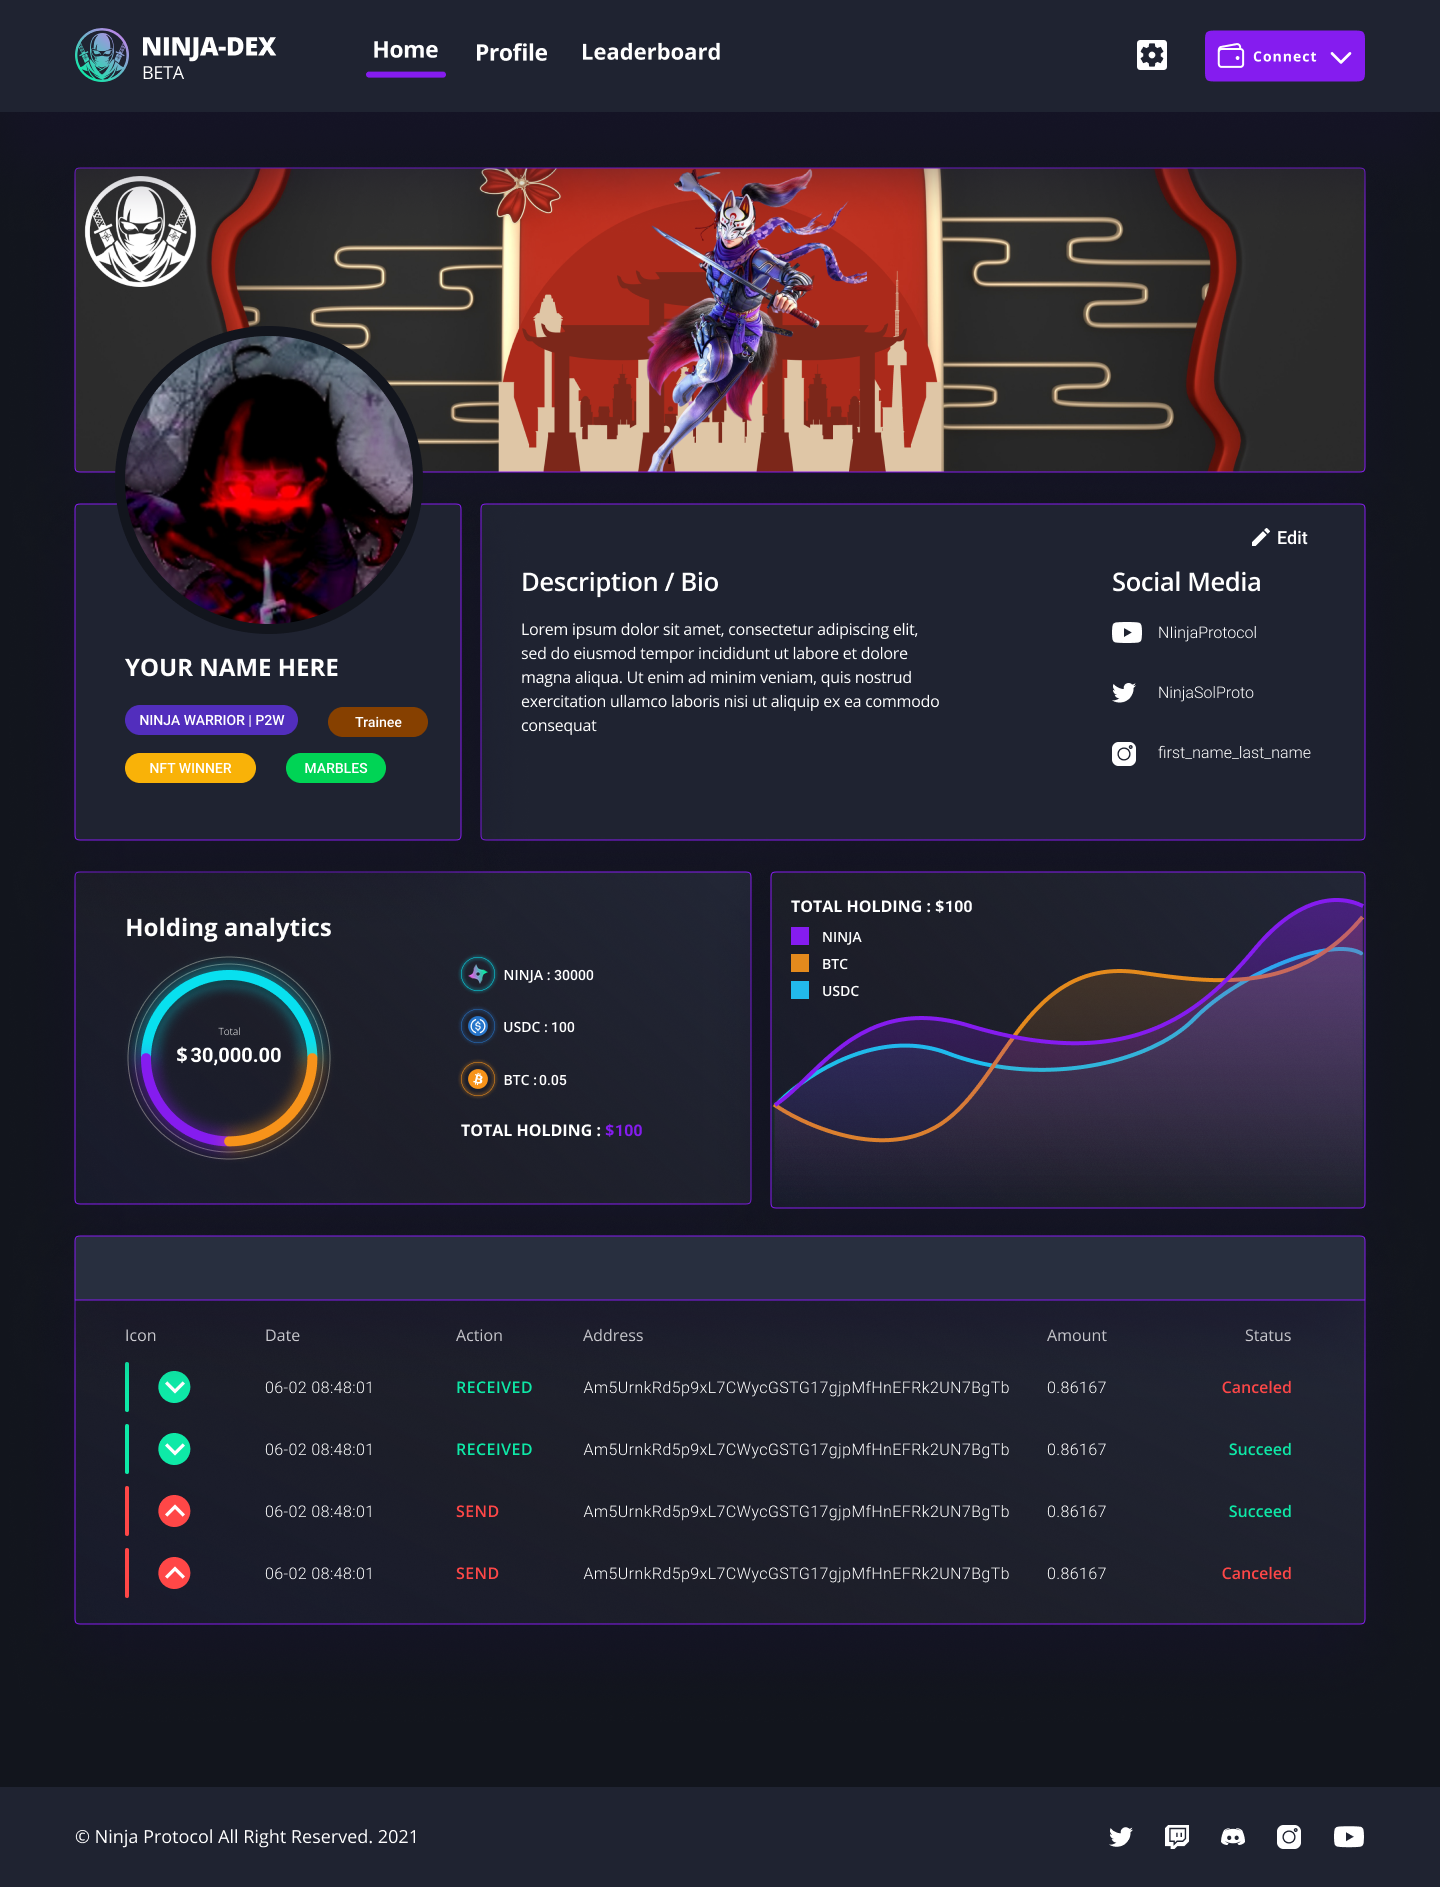 NINJA-DEX
BETA
Home
Profile
Leaderboard
Connect
Edit
Description / Bio
Lorem ipsum dolor sit amet, consectetur adipiscing elit,
sed do eiusmod tempor incididunt ut labore et dolore
magna aliqua. Ut enim ad minim veniam, quis nostrud
exercitation ullamco laboris nisi ut aliquip ex ea commodo
consequat
Social Media
NIinjaProtocol
NinjaSolProto
first_name_last_name
YOUR NAME HERE
NINJA WARRIOR | P2W
Trainee
NFT WINNER
MARBLES
Holding analytics
Total
$30,000.00
NINJA : 30000
USDC : 100
BTC : 0.05
TOTAL HOLDING : $100
TOTAL HOLDING : $100
NINJA
BTC
USDC
Icon Date Action Address Amount Status
06-02 08:48:01 RECEIVED Am5UrnkRd5p9xL7CWycGSTG17gjpMfHnEFRk2UN7BgTb 0.86167 Canceled
06-02 08:48:01 RECEIVED Am5UrnkRd5p9xL7CWycGSTG17gjpMfHnEFRk2UN7BgTb 0.86167 Succeed
06-02 08:48:01 SEND Am5UrnkRd5p9xL7CWycGSTG17gjpMfHnEFRk2UN7BgTb 0.86167 Succeed
06-02 08:48:01 SEND Am5UrnkRd5p9xL7CWycGSTG17gjpMfHnEFRk2UN7BgTb 0.86167 Canceled
© Ninja Protocol All Right Reserved. 2021